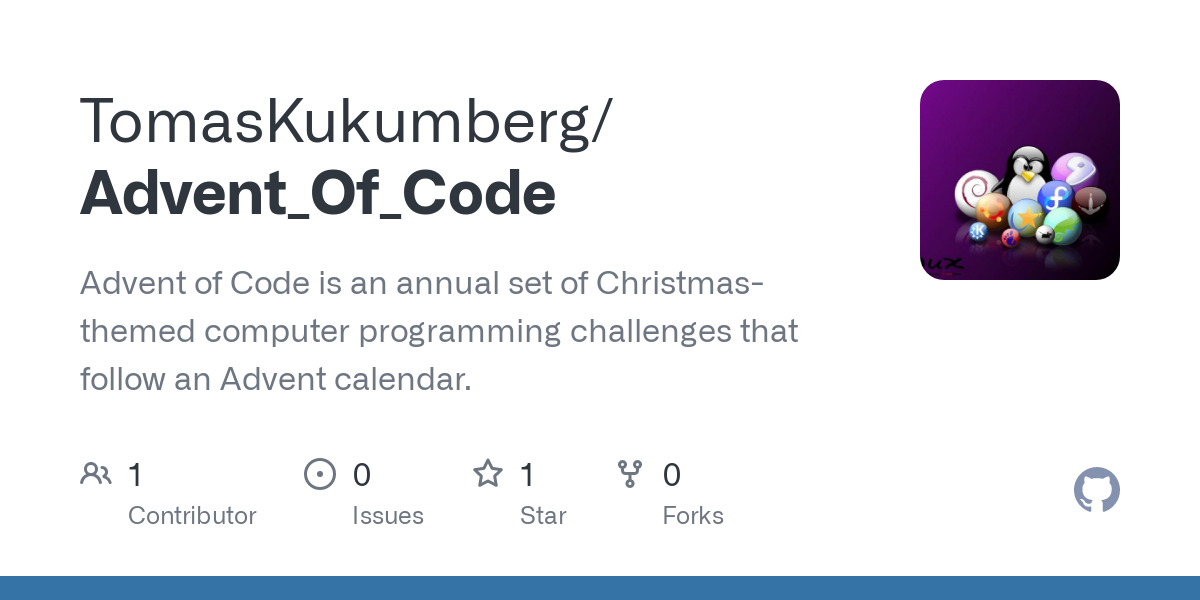 TomasKukumberg/
Advent_Of_Code
Advent of Code is an annual set of Christmas-
themed computer programming challenges that
follow an Advent calendar.
1
Contributor
0
Issues
1
Star
0
Forks